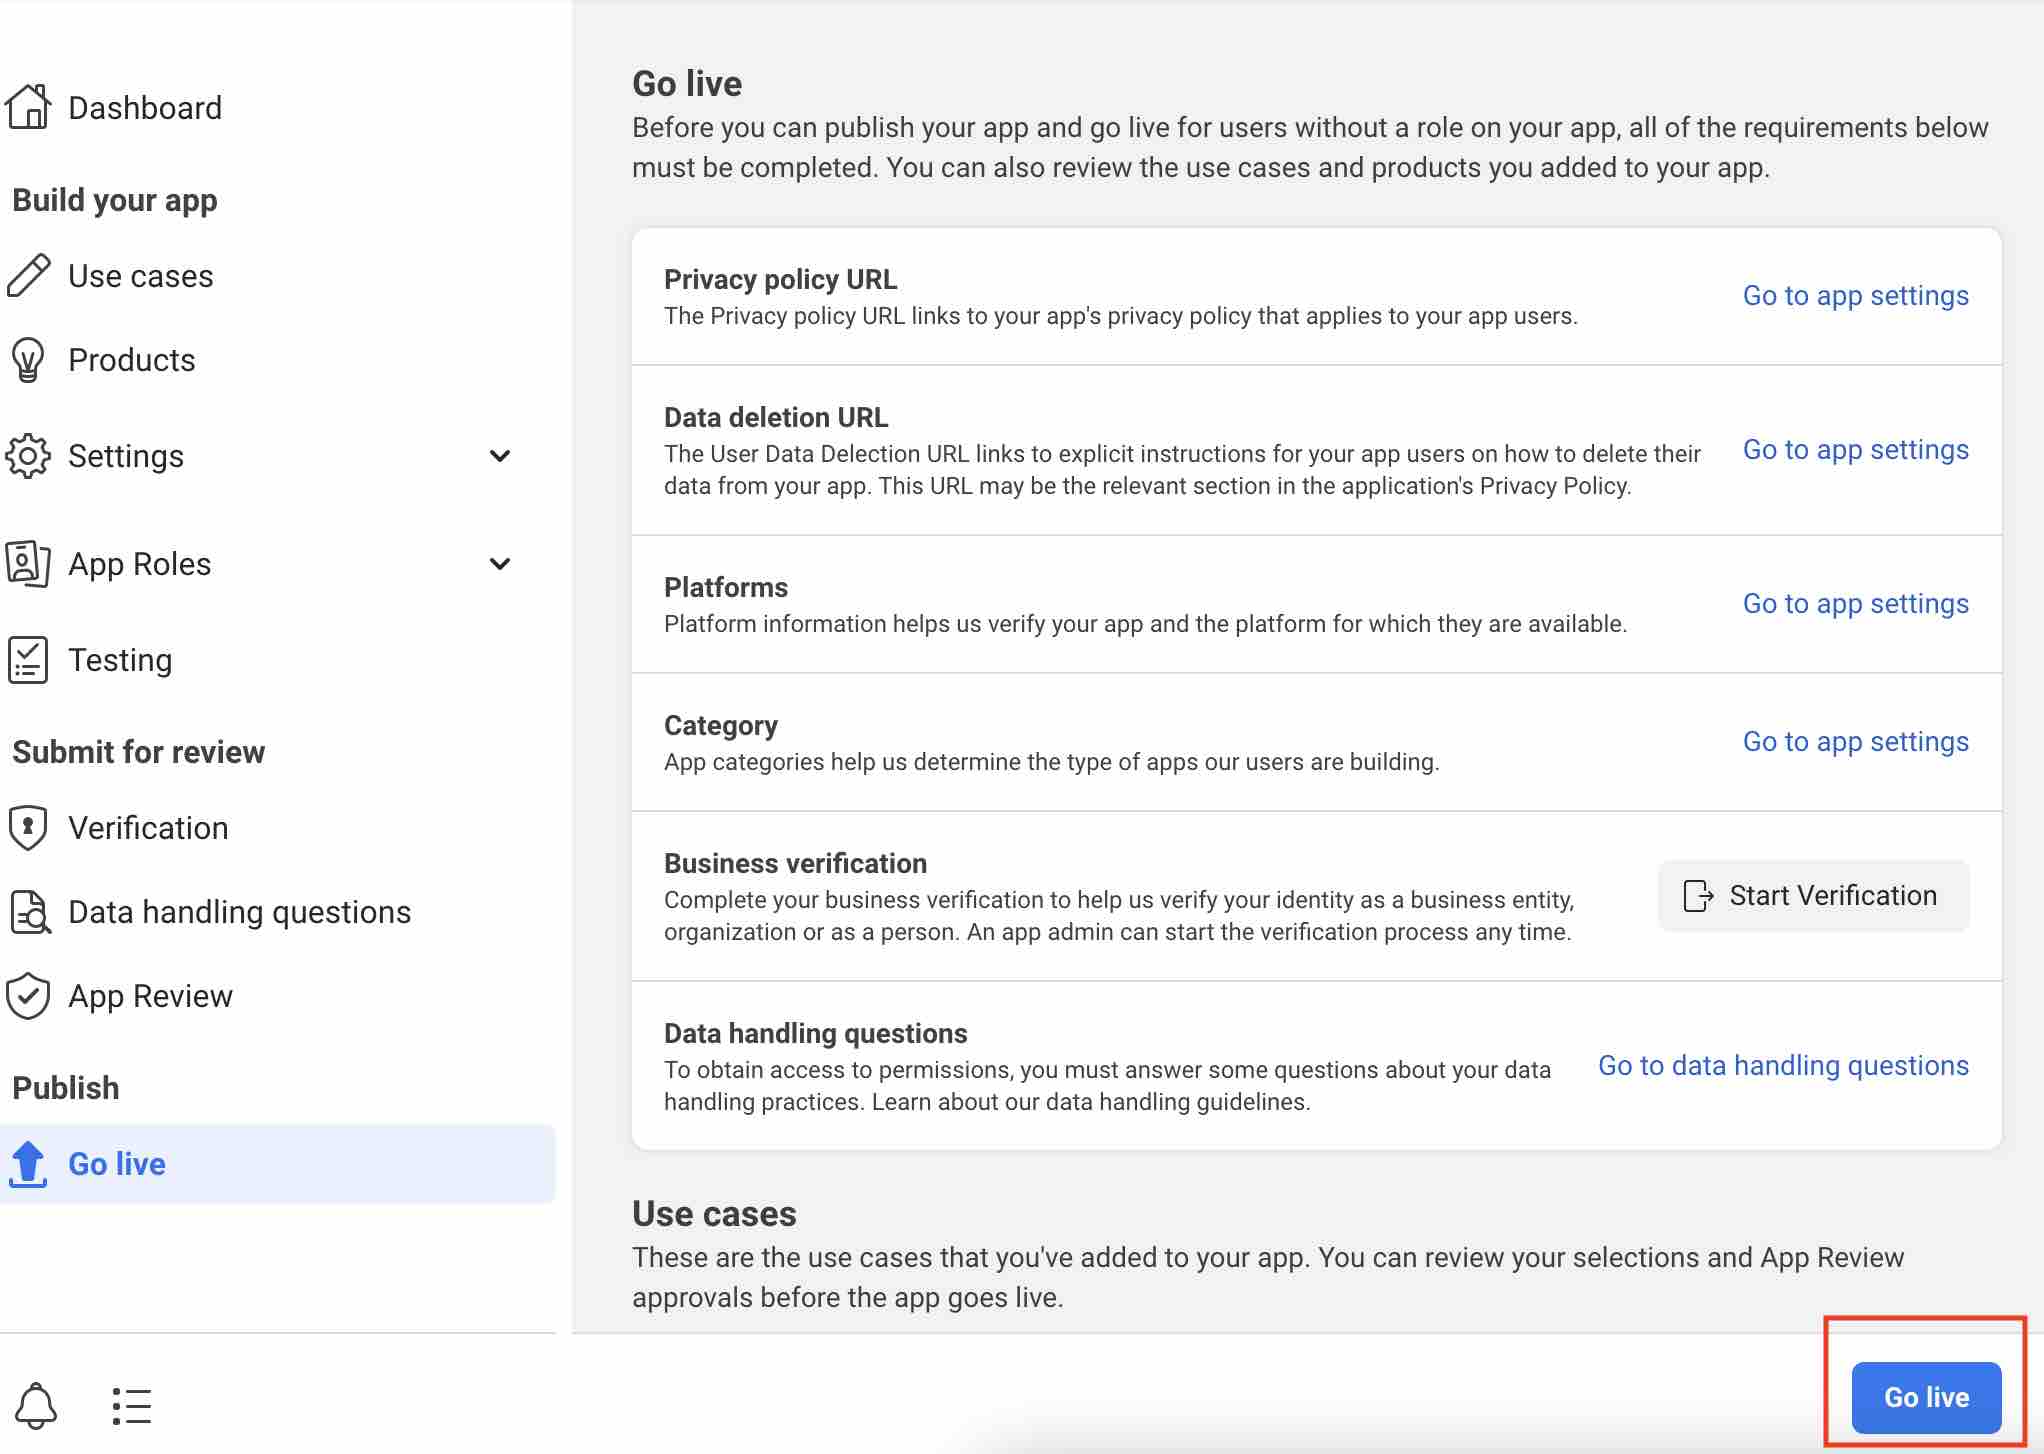 Dashboard
Build your app
Use cases
Products
Settings
App Roles
Testing
Submit for review
Verification
Data handling questions
App Review
Publish
Go live
Go live
Before you can publish your app and go live for users without a role on your app, all of the requirements below
must be completed. You can also review the use cases and products you added to your app.
Privacy policy URL
The Privacy policy URL links to your app's privacy policy that applies to your app users.
Go to app settings
Data deletion URL
The User Data Delection URL links to explicit instructions for your app users on how to delete their
data from your app. This URL may be the relevant section in the application's Privacy Policy.
Go to app settings
Platforms
Platform information helps us verify your app and the platform for which they are available.
Go to app settings
Category
App categories help us determine the type of apps our users are building.
Go to app settings
Business verification
Complete your business verification to help us verify your identity as a business entity,
organization or as a person. An app admin can start the verification process any time.
Start Verification
Data handling questions
To obtain access to permissions, you must answer some questions about your data
handling practices. Learn about our data handling guidelines.
Go to data handling questions
Use cases
These are the use cases that you've added to your app. You can review your selections and App Review
approvals before the app goes live.
Go live